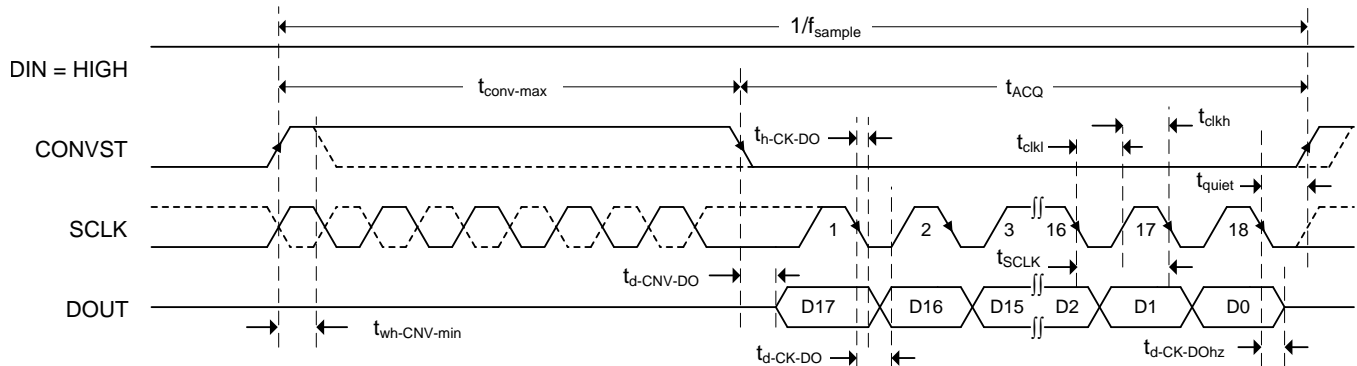 1/fsample
DIN = HIGH
tconv-max
tACQ
tclkh
CONVST
th-CK-DO
tclkl
tquiet
SCLK
1 2 3 16 17 18
tSCLK
td-CNV-DO
DOUT
D17 D16 D15 D2 D1 D0
twh-CNV-min
td-CK-DO
td-CK-DOhz